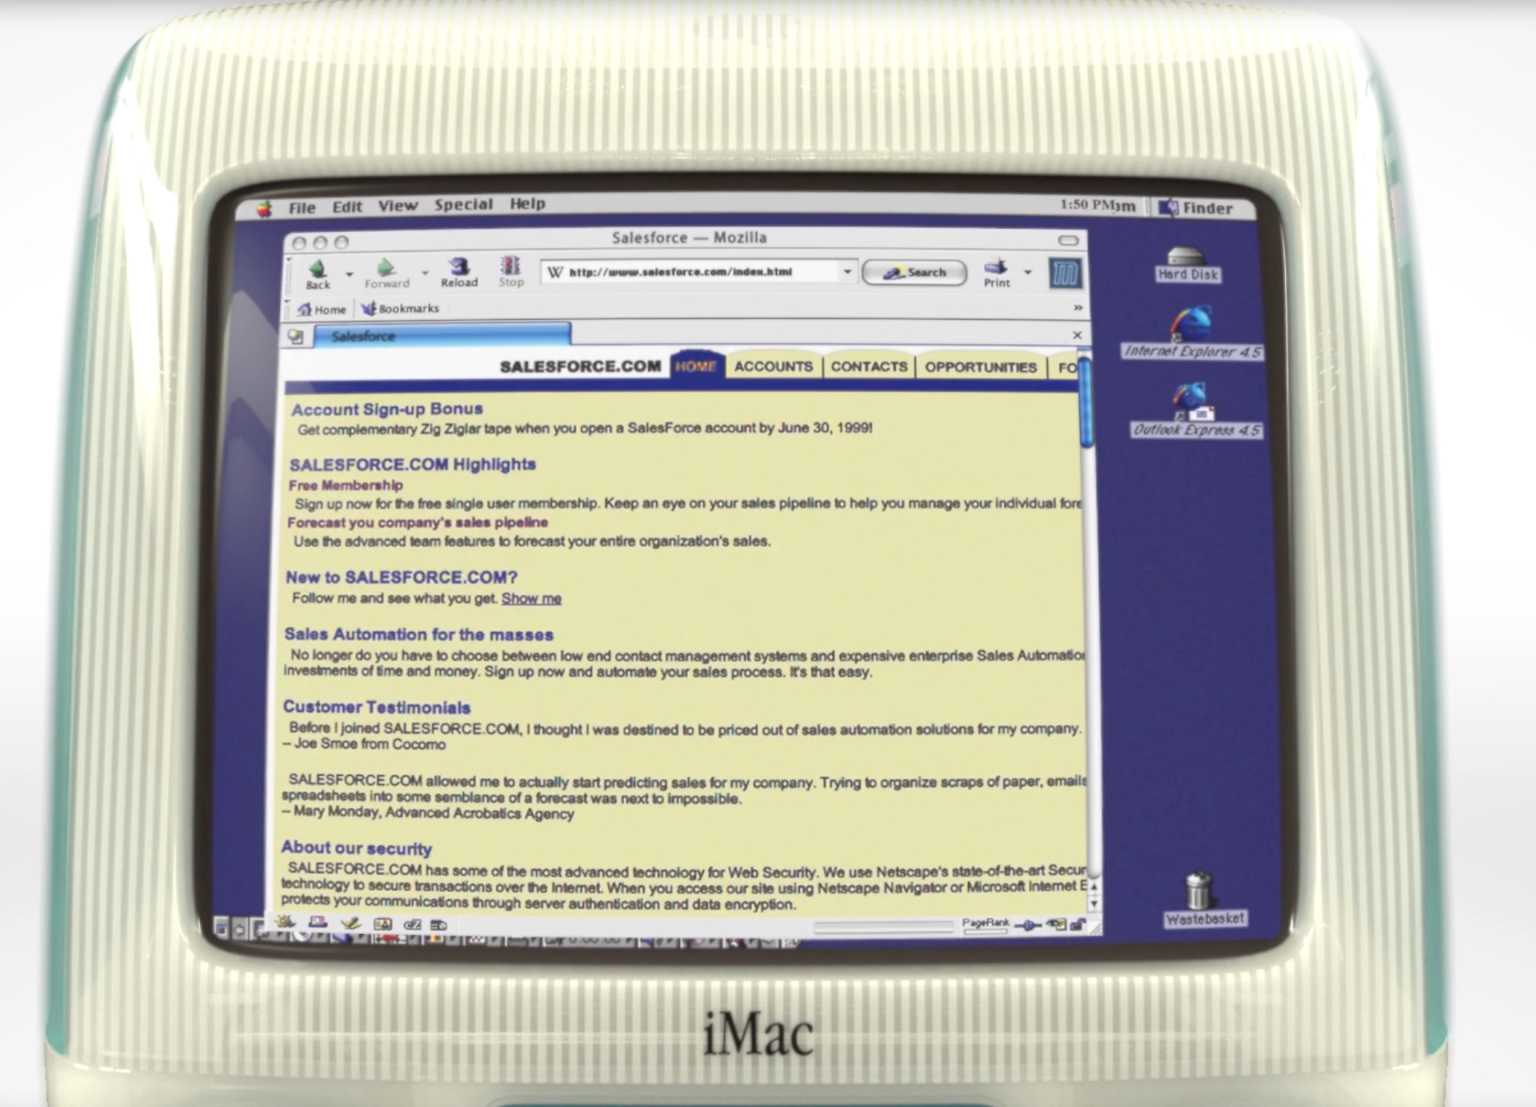 File Edit View Special Help 1:50 PM Finder
Salesforce — Mozilla
Back Forward Reload Stop http://www.salesforce.com/index.html Search Print
Home Bookmarks »
Salesforce
SALESFORCE.COM HOME ACCOUNTS CONTACTS OPPORTUNITIES FO
Account Sign-up Bonus
Get complementary Zig Ziglar tape when you open a SalesForce account by June 30, 1999!
SALESFORCE.COM Highlights
Free Membership
Sign up now for the free single user membership. Keep an eye on your sales pipeline to help you manage your individual fore
Forecast you company's sales pipeline
Use the advanced team features to forecast your entire organization's sales.
New to SALESFORCE.COM?
Follow me and see what you get. Show me
Sales Automation for the masses
No longer do you have to choose between low end contact management systems and expensive enterprise Sales Automatio
investments of time and money. Sign up now and automate your sales process. It's that easy.
Customer Testimonials
Before I joined SALESFORCE.COM, I thought I was destined to be priced out of sales automation solutions for my company.
– Joe Smoe from Cocomo
SALESFORCE.COM allowed me to actually start predicting sales for my company. Trying to organize scraps of paper, emails
spreadsheets into some semblance of a forecast was next to impossible.
– Mary Monday, Advanced Acrobatics Agency
About our security
SALESFORCE.COM has some of the most advanced technology for Web Security. We use Netscape's state-of-the-art Secur
technology to secure transactions over the Internet. When you access our site using Netscape Navigator or Microsoft Internet E
protects your communications through server authentication and data encryption.
PageRank
Hard Disk
Internet Explorer 4.5
Outlook Express 4.5
Wastebasket
iMac